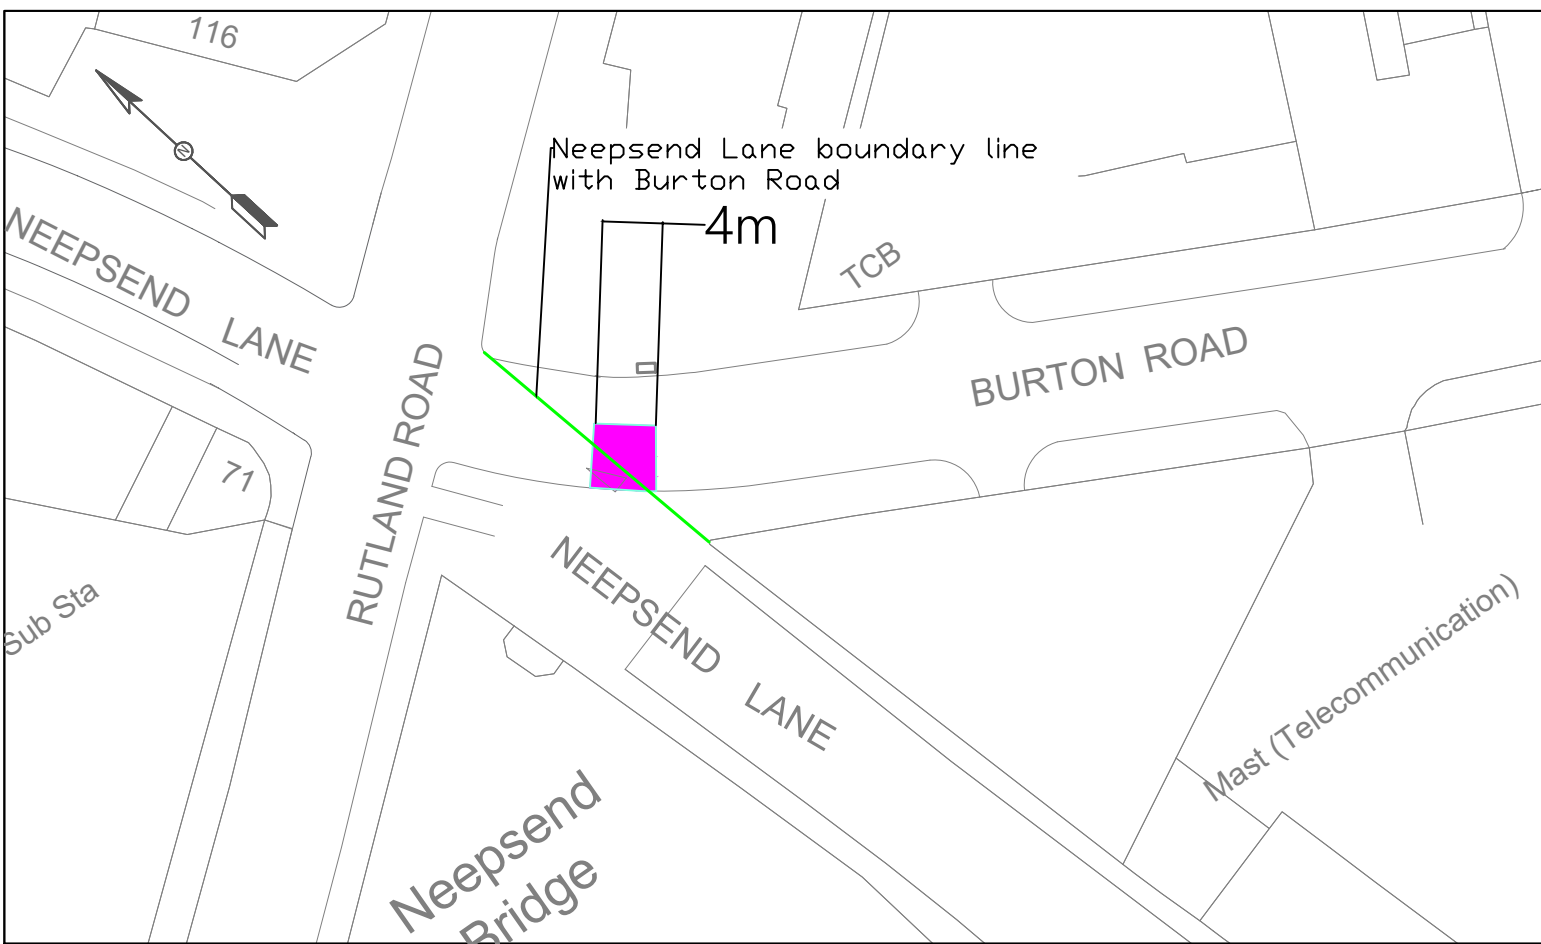 116
N
Neepsend Lane boundary line
with Burton Road
4m
NEEPSEND LANE
TCB
BURTON ROAD
RUTLAND ROAD
71
NEEPSEND LANE
Sub Sta
Mast (Telecommunication)
Neepsend
Bridge